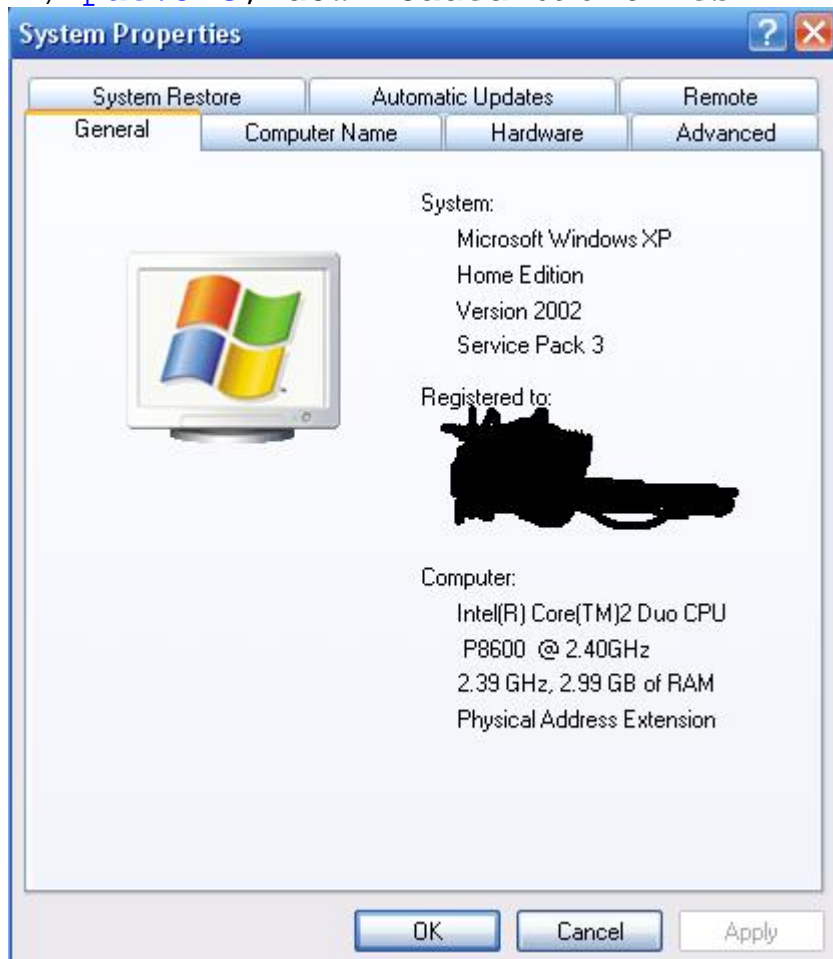 System Properties
System Restore Automatic Updates Remote
General Computer Name Hardware Advanced
System:
Microsoft Windows XP
Home Edition
Version 2002
Service Pack 3
Registered to:
Computer:
Intel(R) Core(TM)2 Duo CPU
P8600 @ 2.40GHz
2.39 GHz, 2.99 GB of RAM
Physical Address Extension
OK Cancel Apply